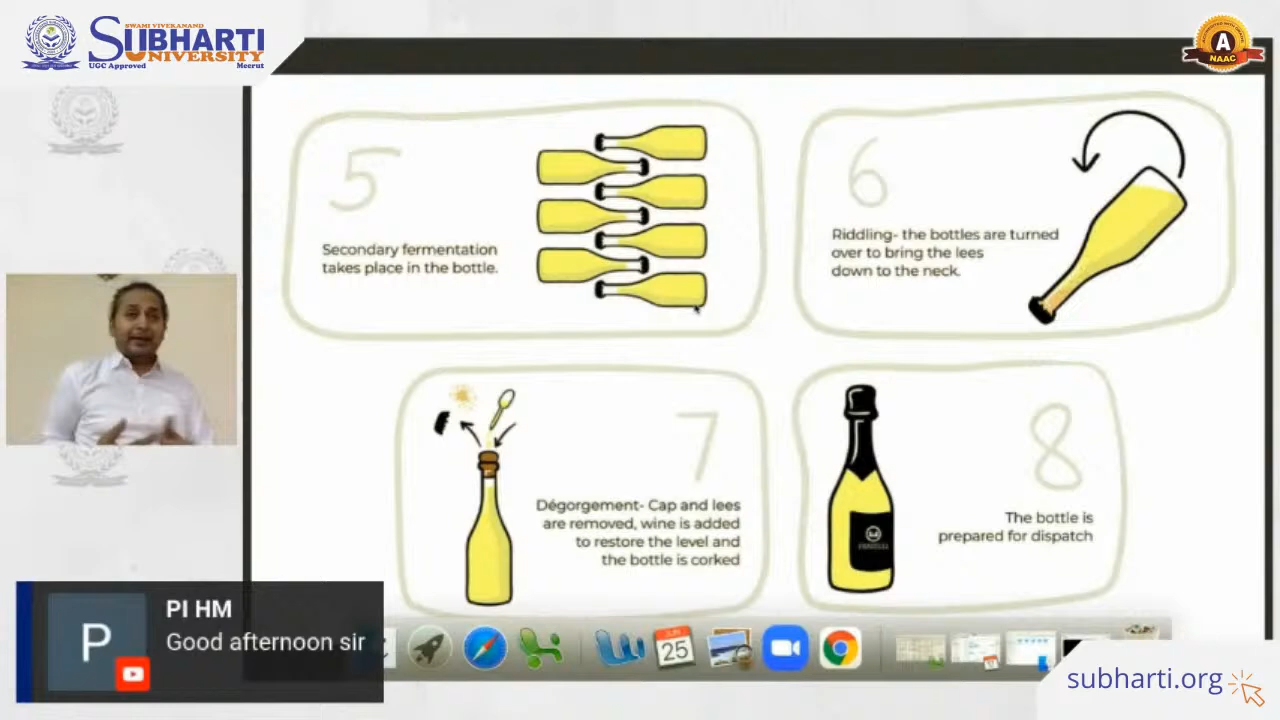 SWAMI VIVEKANAND
SUBHARTI
UNIVERSITY
UGC Approved Meerut
A
NAAC
5
Secondary fermentation
takes place in the bottle.
6
Riddling- the bottles are turned
over to bring the lees
down to the neck.
7
Dégorgement- Cap and lees
are removed, wine is added
to restore the level and
the bottle is corked
8
The bottle is
prepared for dispatch
P
PI HM
Good afternoon sir
JUN
25
subharti.org